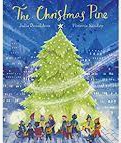 The Christmas Pine
Julia Donaldson Victoria Sandøy